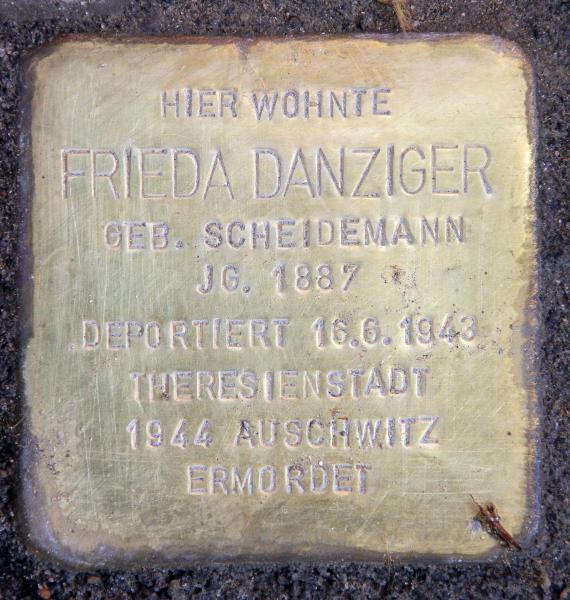 HIER WOHNTE
FRIEDA DANZIGER
GEB. SCHEIDEMANN
JG. 1887
DEPORTIERT 16.6.1943
THERESIENSTADT
1944 AUSCHWITZ
ERMORDET